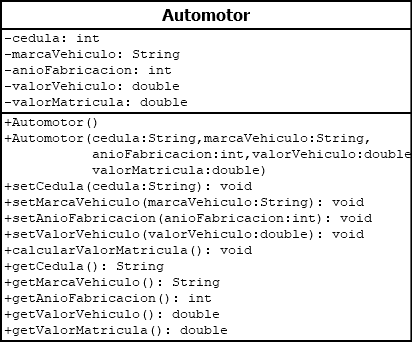 Automotor
-cedula: int
-marcaVehiculo: String
-anioFabricacion: int
-valorVehiculo: double
-valorMatricula: double
+Automotor()
+Automotor(cedula:String,marcaVehiculo:String,
anioFabricacion:int,valorVehiculo:double
valorMatricula:double)
+setCedula(cedula:String): void
+setMarcaVehiculo(marcaVehiculo:String): void
+setAnioFabricacion(anioFabricacion:int): void
+setValorVehiculo(valorVehiculo:double): void
+calcularValorMatricula(): void
+getCedula(): String
+getMarcaVehiculo(): String
+getAnioFabricacion(): int
+getValorVehiculo(): double
+getValorMatricula(): double